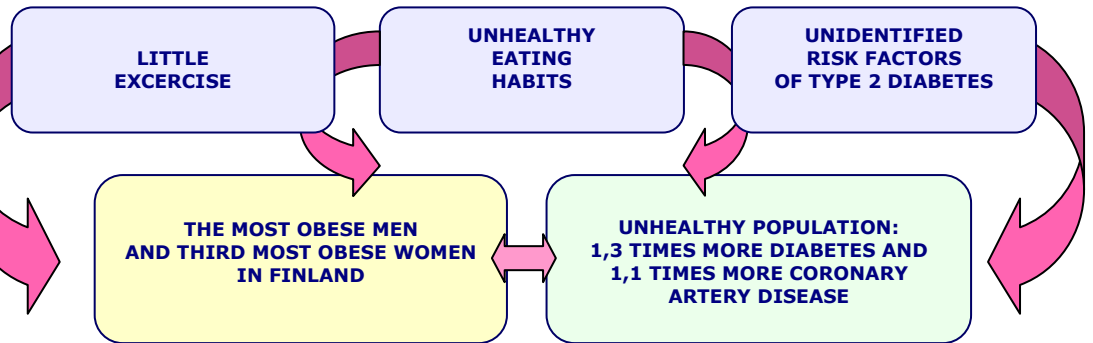 LITTLE
EXCERCISE
UNHEALTHY
EATING
HABITS
UNIDENTIFIED
RISK FACTORS
OF TYPE 2 DIABETES
THE MOST OBESE MEN
AND THIRD MOST OBESE WOMEN
IN FINLAND
UNHEALTHY POPULATION:
1,3 TIMES MORE DIABETES AND
1,1 TIMES MORE CORONARY
ARTERY DISEASE